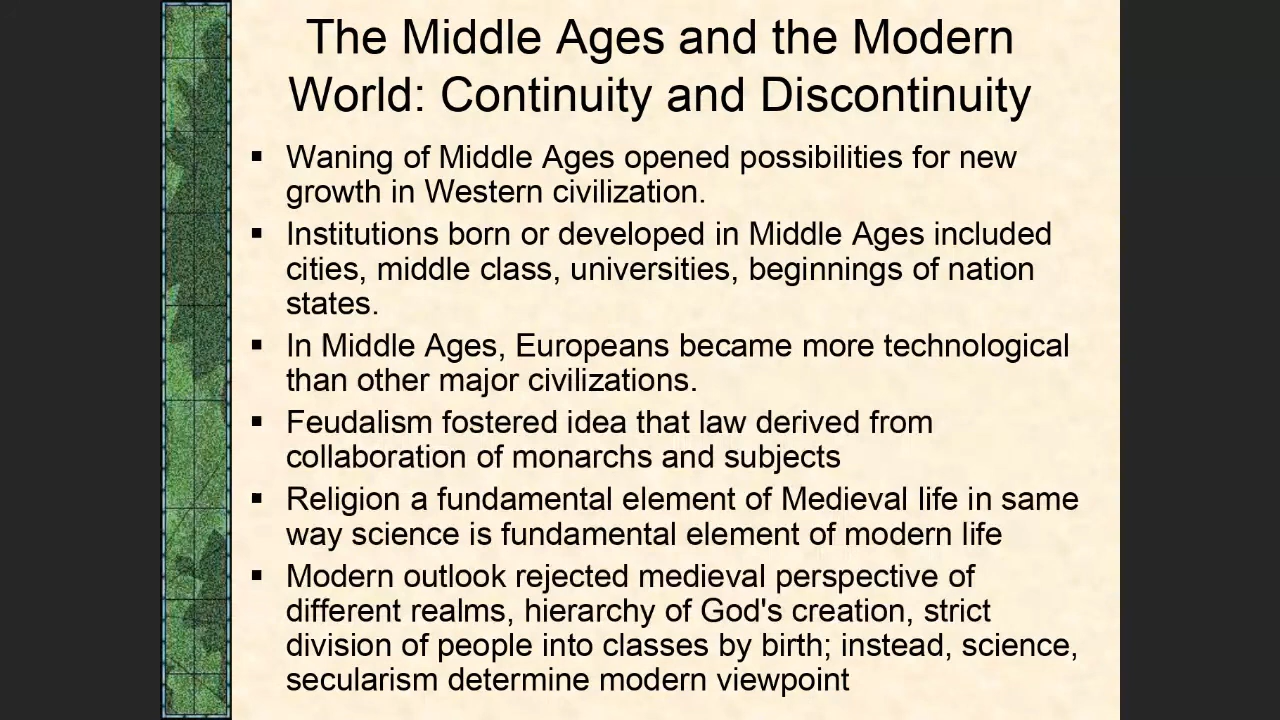 The Middle Ages and the Modern
World: Continuity and Discontinuity
▪ Waning of Middle Ages opened possibilities for new
growth in Western civilization.
▪ Institutions born or developed in Middle Ages included
cities, middle class, universities, beginnings of nation
states.
▪ In Middle Ages, Europeans became more technological
than other major civilizations.
▪ Feudalism fostered idea that law derived from
collaboration of monarchs and subjects
▪ Religion a fundamental element of Medieval life in same
way science is fundamental element of modern life
▪ Modern outlook rejected medieval perspective of
different realms, hierarchy of God's creation, strict
division of people into classes by birth; instead, science,
secularism determine modern viewpoint